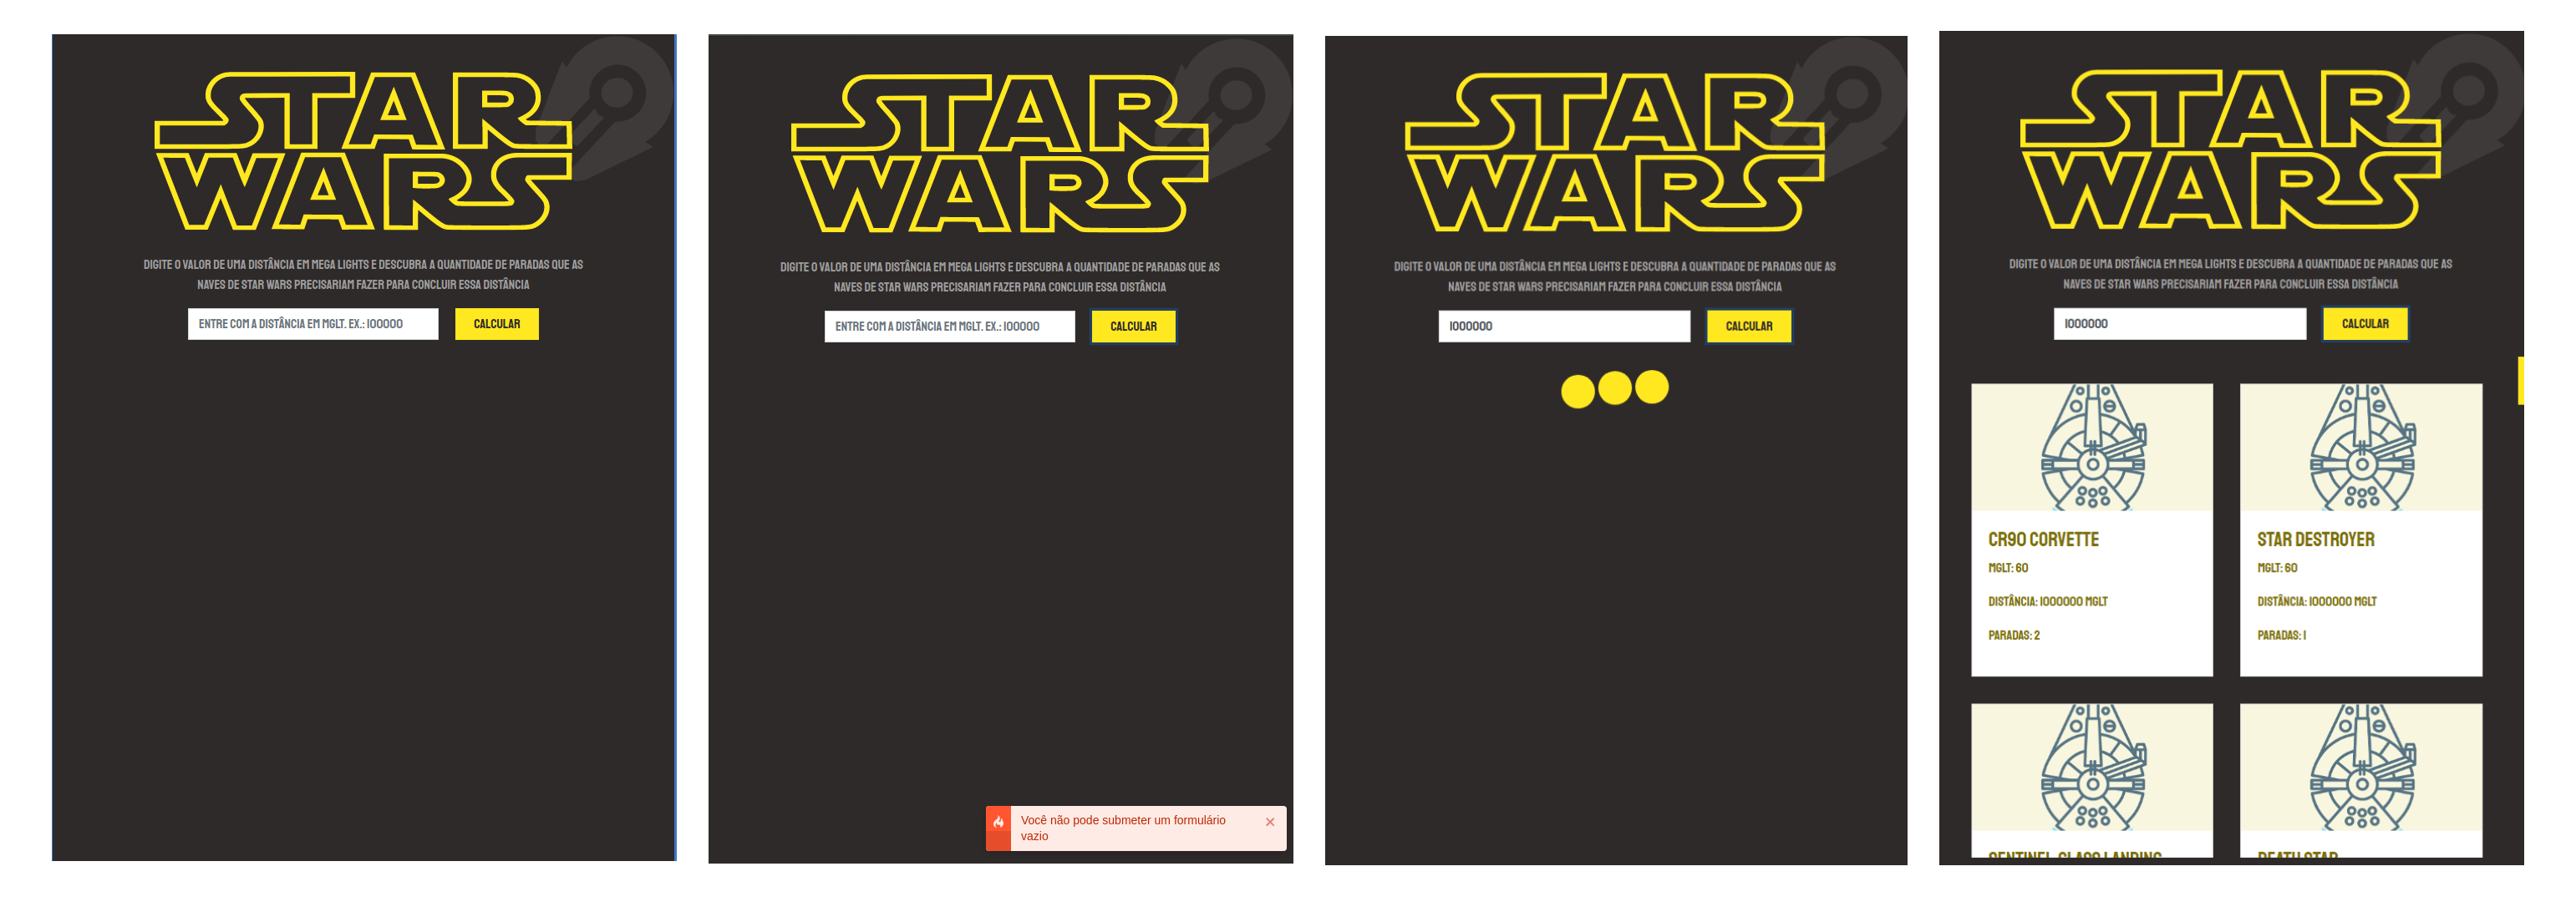 STAR
WARS
DIGITE O VALOR DE UMA DISTÂNCIA EM MEGA LIGHTS E DESCUBRA A QUANTIDADE DE PARADAS QUE AS
NAVES DE STAR WARS PRECISARIAM FAZER PARA CONCLUIR ESSA DISTÂNCIA
ENTRE COM A DISTÂNCIA EM MGLT. EX.: 100000
CALCULAR
STAR
WARS
DIGITE O VALOR DE UMA DISTÂNCIA EM MEGA LIGHTS E DESCUBRA A QUANTIDADE DE PARADAS QUE AS
NAVES DE STAR WARS PRECISARIAM FAZER PARA CONCLUIR ESSA DISTÂNCIA
ENTRE COM A DISTÂNCIA EM MGLT. EX.: 100000
CALCULAR
Você não pode submeter um formulário
vazio
STAR
WARS
DIGITE O VALOR DE UMA DISTÂNCIA EM MEGA LIGHTS E DESCUBRA A QUANTIDADE DE PARADAS QUE AS
NAVES DE STAR WARS PRECISARIAM FAZER PARA CONCLUIR ESSA DISTÂNCIA
1000000
CALCULAR
STAR
WARS
DIGITE O VALOR DE UMA DISTÂNCIA EM MEGA LIGHTS E DESCUBRA A QUANTIDADE DE PARADAS QUE AS
NAVES DE STAR WARS PRECISARIAM FAZER PARA CONCLUIR ESSA DISTÂNCIA
1000000
CALCULAR
CR90 CORVETTE
MGLT: 60
DISTÂNCIA: 1000000 MGLT
PARADAS: 2
STAR DESTROYER
MGLT: 60
DISTÂNCIA: 1000000 MGLT
PARADAS: 1
SENTINEL-CLASS LANDING
DEATH STAR